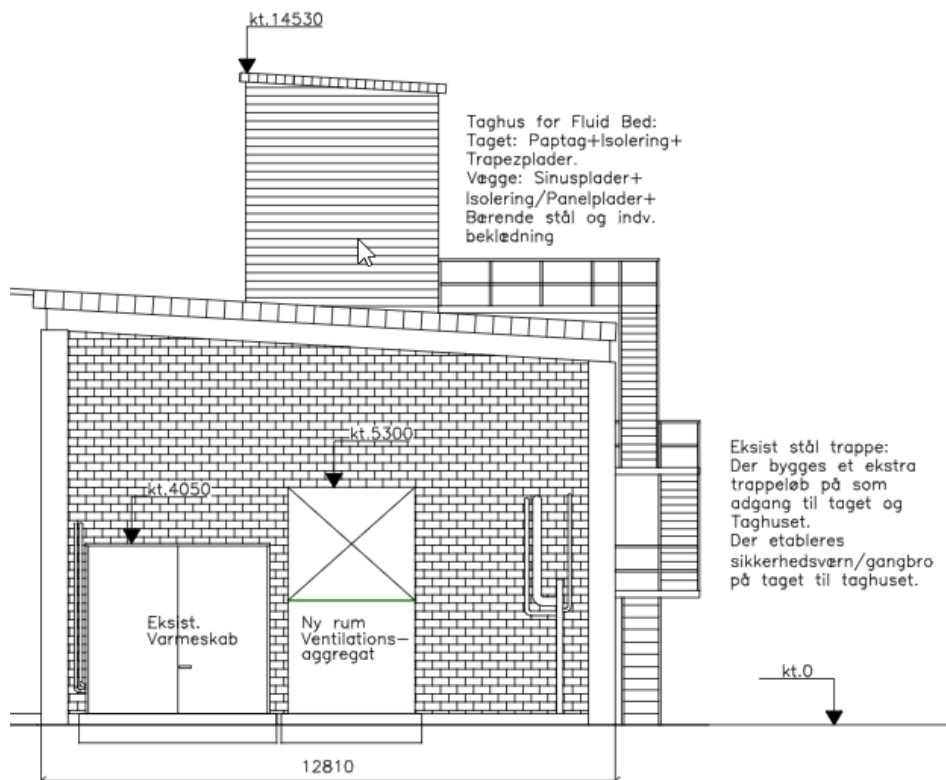 kt.14530
Taghus for Fluid Bed:
Taget: Paptag+Isolering+
Trapezplader.
Vægge: Sinusplader+
Isolering/Panelplader+
Bærende stål og indv.
beklædning
kt.5300
kt.4050
Eksist stål trappe:
Der bygges et ekstra
trappeløb på som
adgang til taget og
Taghuset.
Der etableres
sikkerhedsværn/gangbro
på taget til taghuset.
Eksist.
Varmeskab
Ny rum
Ventilations-
aggregat
kt.0
12810